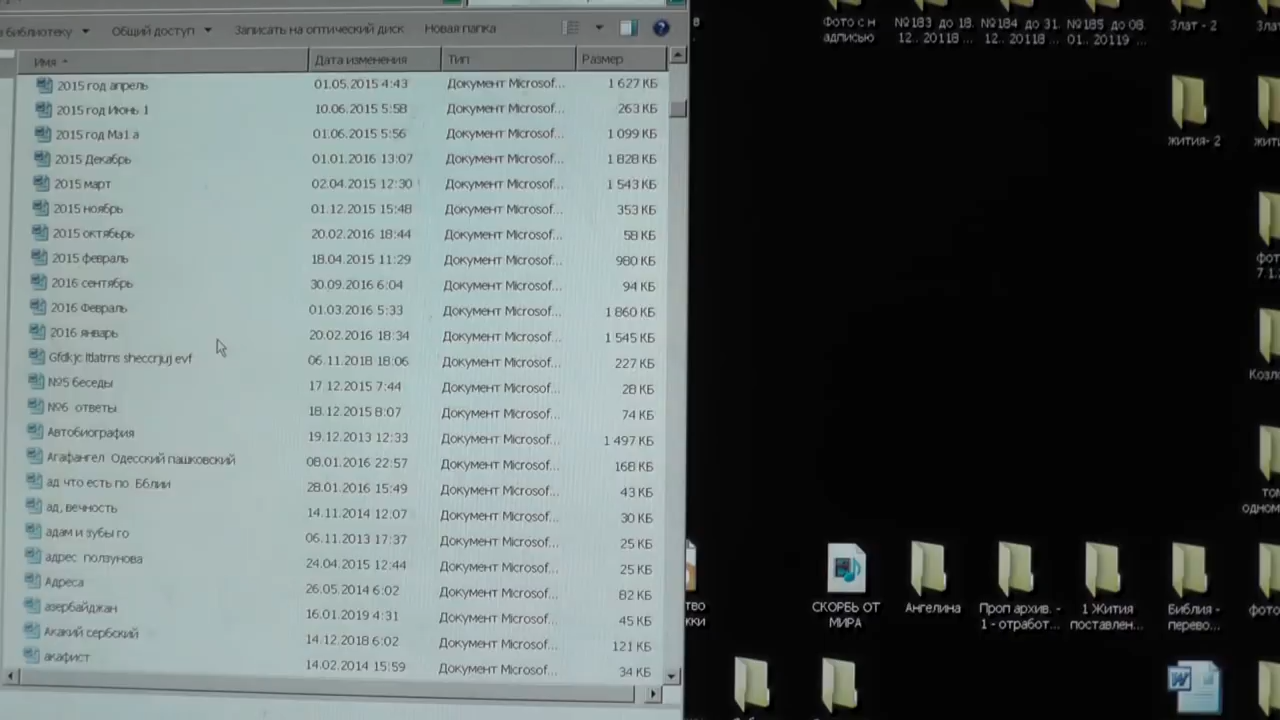 в библиотеку Общий доступ Записать на оптический диск Новая папка
Имя Дата изменения Тип Размер
2015 год апрель 01.05.2015 4:43 Документ Microsof... 1 627 КБ
2015 год Июнь 1 10.06.2015 5:58 Документ Microsof... 263 КБ
2015 год Ма1 а 01.06.2015 5:56 Документ Microsof... 1 099 КБ
2015 Декабрь 01.01.2016 13:07 Документ Microsof... 1 828 КБ
2015 март 02.04.2015 12:30 Документ Microsof... 1 543 КБ
2015 ноябрь 01.12.2015 15:48 Документ Microsof... 353 КБ
2015 октябьрь 20.02.2016 18:44 Документ Microsof... 58 КБ
2015 февраль 18.04.2015 11:29 Документ Microsof... 980 КБ
2016 сентябрь 30.09.2016 6:04 Документ Microsof... 94 КБ
2016 Февраль 01.03.2016 5:33 Документ Microsof... 1 860 КБ
2016 январь 20.02.2016 18:34 Документ Microsof... 1 545 КБ
Gfdkjc ltlatrns sheccrjuj evf 06.11.2018 18:06 Документ Microsof... 227 КБ
№5 беседы 17.12.2015 7:44 Документ Microsof... 28 КБ
№6 ответы 18.12.2015 8:07 Документ Microsof... 74 КБ
Автобиография 19.12.2013 12:33 Документ Microsof... 1 497 КБ
Агафангел Одесский пашковский 08.01.2016 22:57 Документ Microsof... 168 КБ
ад что есть по Бблии 28.01.2016 15:49 Документ Microsof... 43 КБ
ад, вечность 14.11.2014 12:07 Документ Microsof... 30 КБ
адам и зубы го 06.11.2013 17:37 Документ Microsof... 25 КБ
адрес ползунова 24.04.2015 12:44 Документ Microsof... 25 КБ
Адреса 26.05.2014 6:02 Документ Microsof... 82 КБ
азербайджан 16.01.2019 4:31 Документ Microsof... 45 КБ
Акакий сербский 14.12.2018 6:02 Документ Microsof... 121 КБ
акафист 14.02.2014 15:59 Документ Microsof... 34 КБ
Фото с н
адписью
№183 до 18.
12.. 20118 ...
№184 до 31.
12.. 20118 ...
№185 до 08.
01.. 20119 ...
Злат - 2
жития- 2
СКОРБЬ ОТ
МИРА
Ангелина
Проп архив. -
1 - отработ...
1 Жития
поставлен...
Библия -
перево...